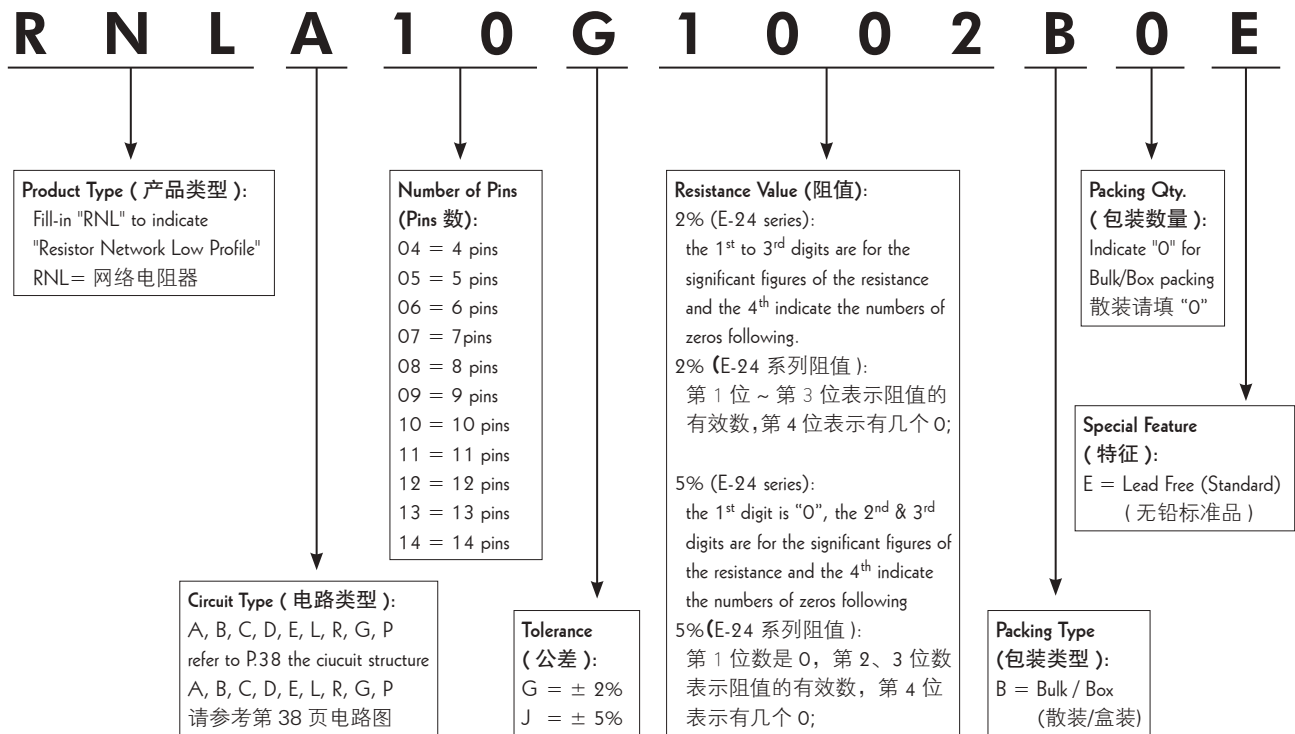 R N L A 1 0 G 1 0 0 2 B 0 E
Product Type ( 产品类型 ):
Fill-in "RNL" to indicate
"Resistor Network Low Profile"
RNL= 网络电阻器
Circuit Type ( 电路类型 ):
A, B, C, D, E, L, R, G, P
refer to P.38 the ciucuit structure
A, B, C, D, E, L, R, G, P
请参考第 38 页电路图
Number of Pins
(Pins 数):
04 = 4 pins
05 = 5 pins
06 = 6 pins
07 = 7pins
08 = 8 pins
09 = 9 pins
10 = 10 pins
11 = 11 pins
12 = 12 pins
13 = 13 pins
14 = 14 pins
Tolerance
( 公差 ):
G = ± 2%
J = ± 5%
Resistance Value (阻值):
2% (E-24 series):
the 1st to 3rd digits are for the
significant figures of the resistance
and the 4th indicate the numbers of
zeros following.
2% (E-24 系列阻值 ):
第 1 位 ~ 第 3 位表示阻值的
有效数,第 4 位表示有几个 0;
5% (E-24 series):
the 1st digit is “0”, the 2nd & 3rd
digits are for the significant figures of
the resistance and the 4th indicate
the numbers of zeros following
5%(E-24 系列阻值 ):
第 1 位数是 0，第 2、3 位数
表示阻值的有效数，第 4 位
表示有几个 0;
Packing Type
(包装类型 ):
B = Bulk / Box
(散装/盒装)
Packing Qty.
( 包装数量 ):
Indicate "0" for
Bulk/Box packing
散装请填 “0”
Special Feature
( 特征 ):
E = Lead Free (Standard)
( 无铅标准品 )